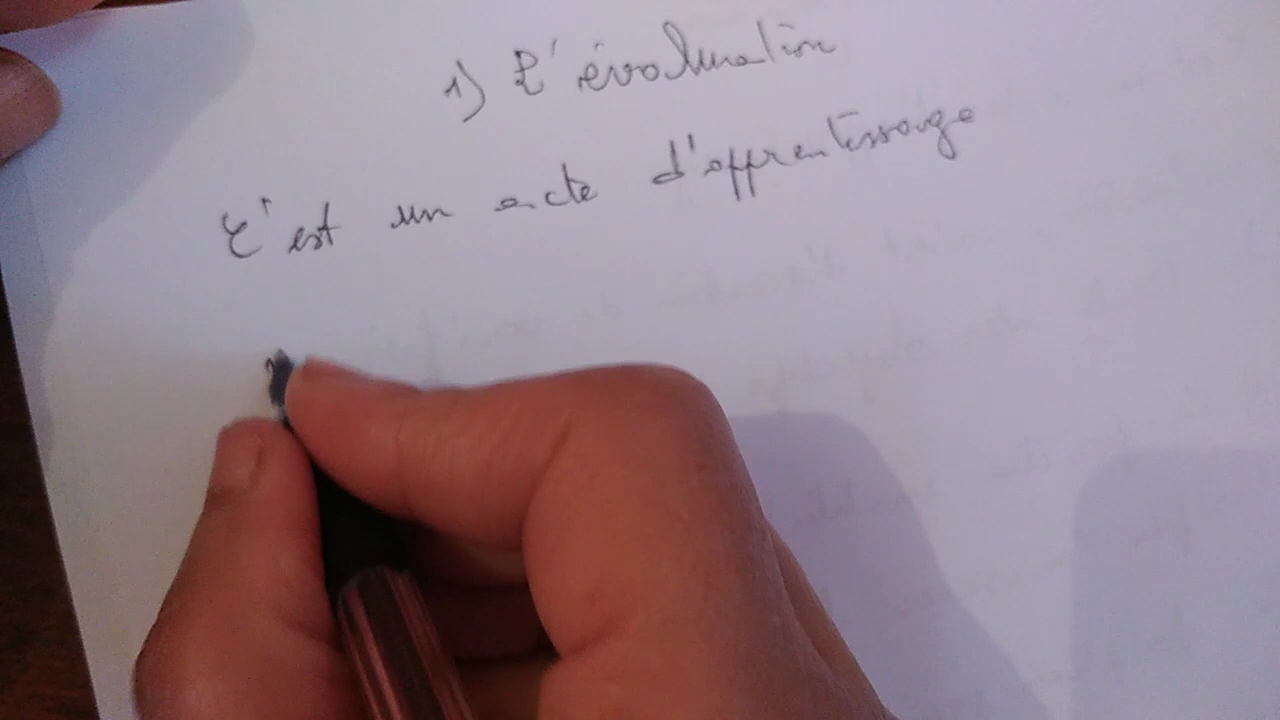 1) L'évaluation
C'est un acte d'apprentissage